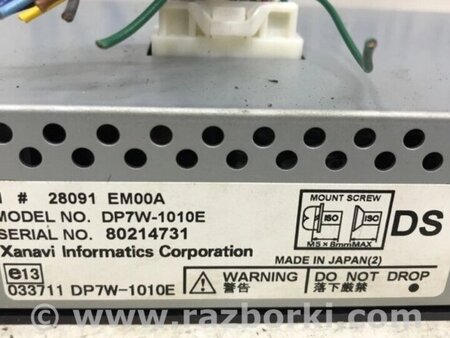 # 28091 EM00A
MODEL NO. DP7W-1010E
SERIAL NO. 80214731
Xanavi Informatics Corporation
MOUNT SCREW
ISO ISO
M5×8mmMAX
DS
MADE IN JAPAN(2)
e13
033711 DP7W-1010E
WARNING
警告
DO NOT DROP
落下厳禁
www.razborki.com